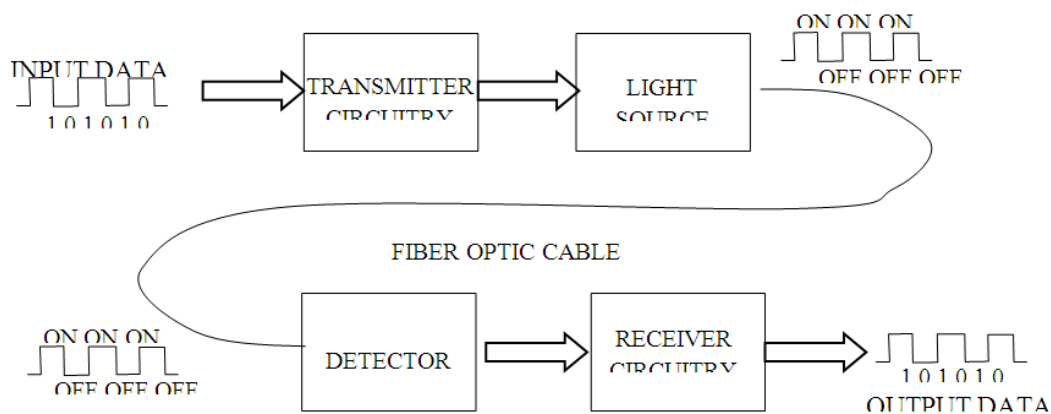 ON ON ON
OFF OFF OFF
INPUT DATA
1 0 1 0 1 0
TRANSMITTER
CIRCUITRY
LIGHT
SOURCE
FIBER OPTIC CABLE
ON ON ON
OFF OFF OFF
DETECTOR
RECEIVER
CIRCUITRY
1 0 1 0 1 0
OUTPUT DATA